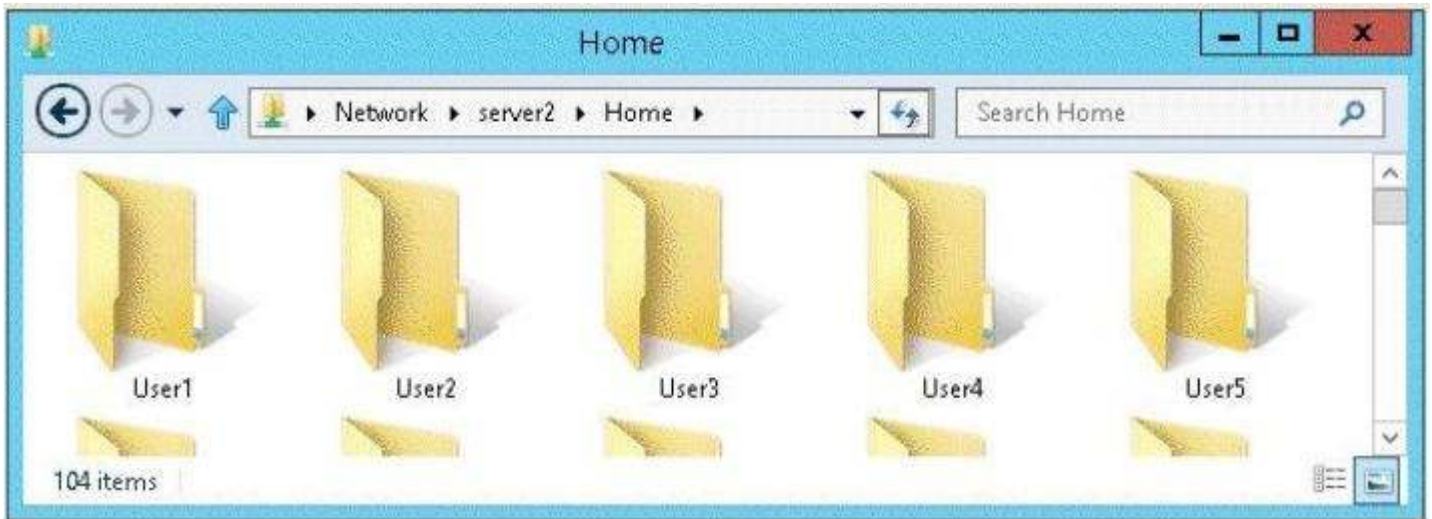 Home
Network server2 Home
Search Home
User1 User2 User3 User4 User5
104 items